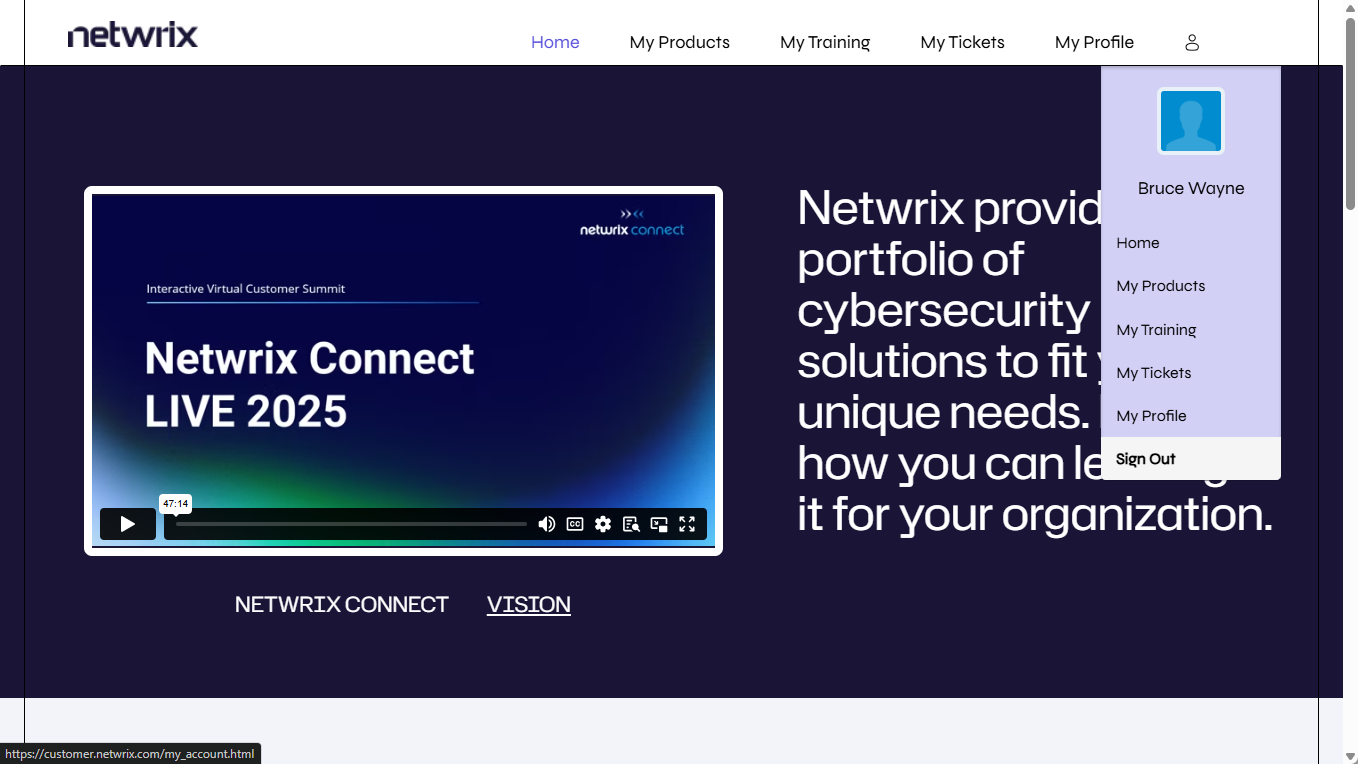 netwrix
Home
My Products
My Training
My Tickets
My Profile
Bruce Wayne
Home
My Products
My Training
My Tickets
My Profile
Sign Out
netwrix connect
Interactive Virtual Customer Summit
Netwrix Connect
LIVE 2025
47:14
CC
NETWRIX CONNECT
VISION
Netwrix provid
portfolio of
cybersecurity
solutions to fit
unique needs.
how you can le
it for your organization.
https://customer.netwrix.com/my_account.html